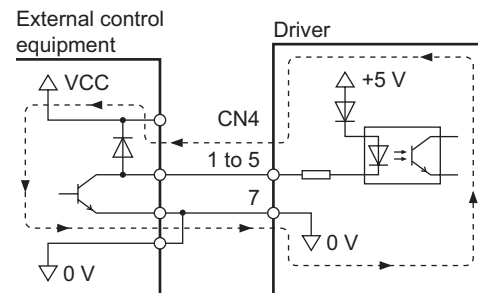 External control
equipment
Driver
VCC
+5 V
CN4
1 to 5
7
0 V
0 V